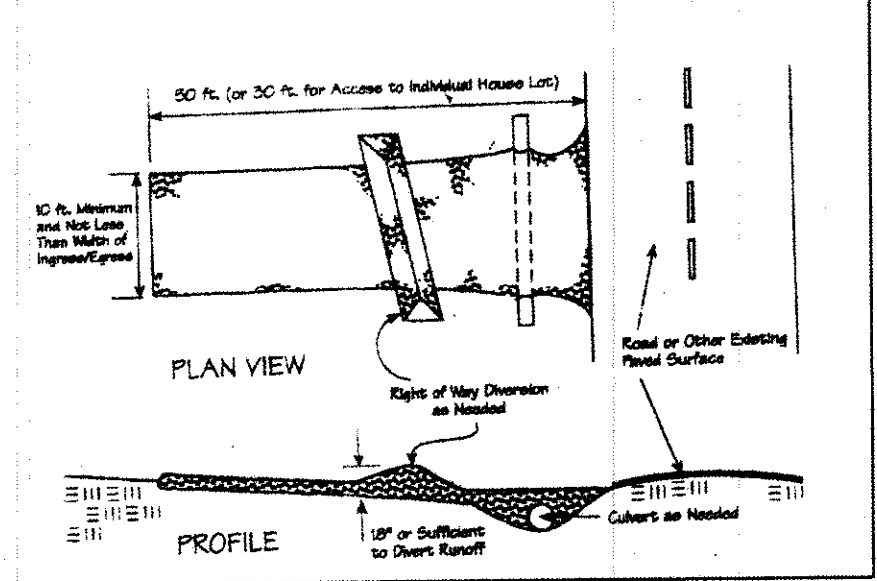 50 ft. (or 30 ft. for Access to Individual House Lot)
10 ft. Minimum
and Not Less
Than Width of
Ingress/Egress
PLAN VIEW
Right of Way Diversion
as Needed
Road or Other Existing
Paved Surface
18" or Sufficient
to Divert Runoff
Culvert as Needed
PROFILE